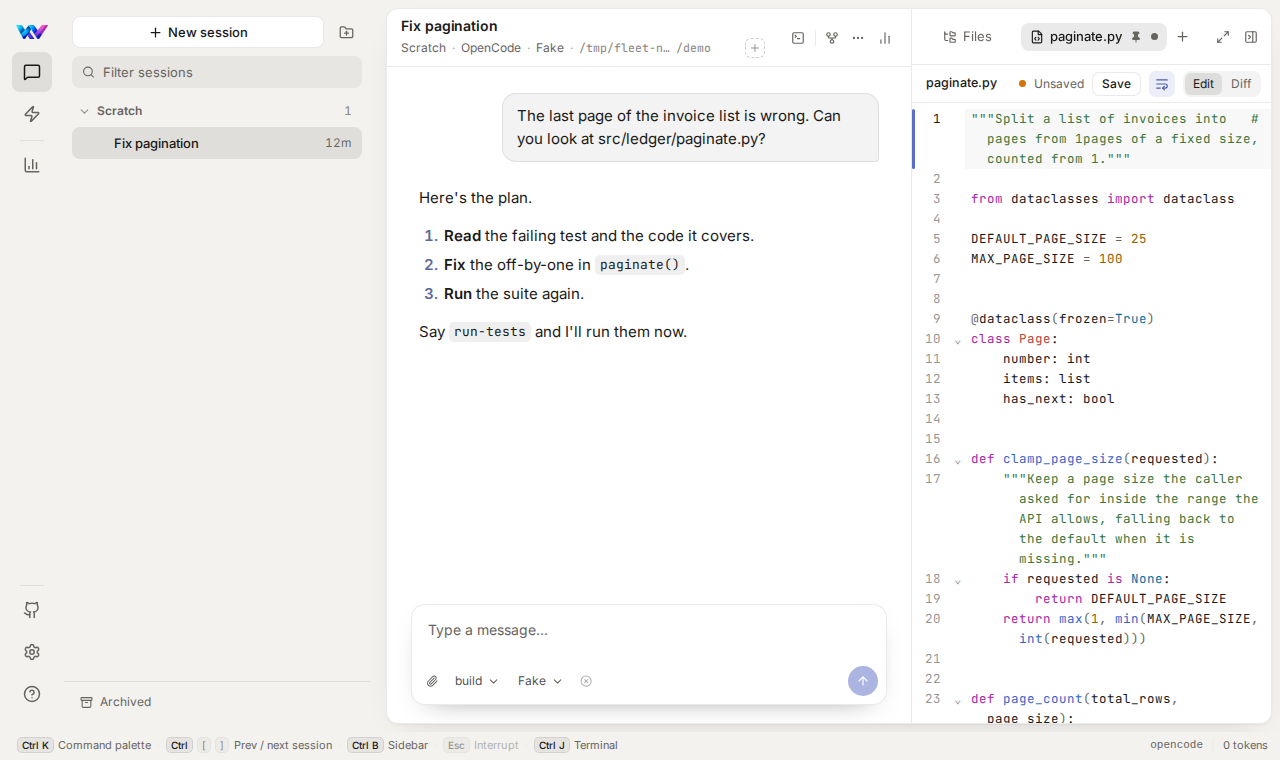 New session
Filter sessions
Scratch 1
Fix pagination 12m
Archived
Fix pagination
Scratch · OpenCode · Fake · /tmp/fleet-n… /demo
The last page of the invoice list is wrong. Can
you look at src/ledger/paginate.py?
Here's the plan.
1. Read the failing test and the code it covers.
2. Fix the off-by-one in paginate().
3. Run the suite again.
Say run-tests and I'll run them now.
Type a message...
build Fake
Files paginate.py
paginate.py Unsaved Save Edit Diff
1 """Split a list of invoices into #
pages from 1pages of a fixed size,
counted from 1."""
2
3 from dataclasses import dataclass
4
5 DEFAULT_PAGE_SIZE = 25
6 MAX_PAGE_SIZE = 100
7
8
9 @dataclass(frozen=True)
10 class Page:
11 number: int
12 items: list
13 has_next: bool
14
15
16 def clamp_page_size(requested):
17 """Keep a page size the caller
asked for inside the range the
API allows, falling back to
the default when it is
missing."""
18 if requested is None:
19 return DEFAULT_PAGE_SIZE
20 return max(1, min(MAX_PAGE_SIZE,
int(requested)))
21
22
23 def page_count(total_rows,
page_size):
Ctrl K Command palette Ctrl [ ] Prev / next session Ctrl B Sidebar Esc Interrupt Ctrl J Terminal opencode 0 tokens